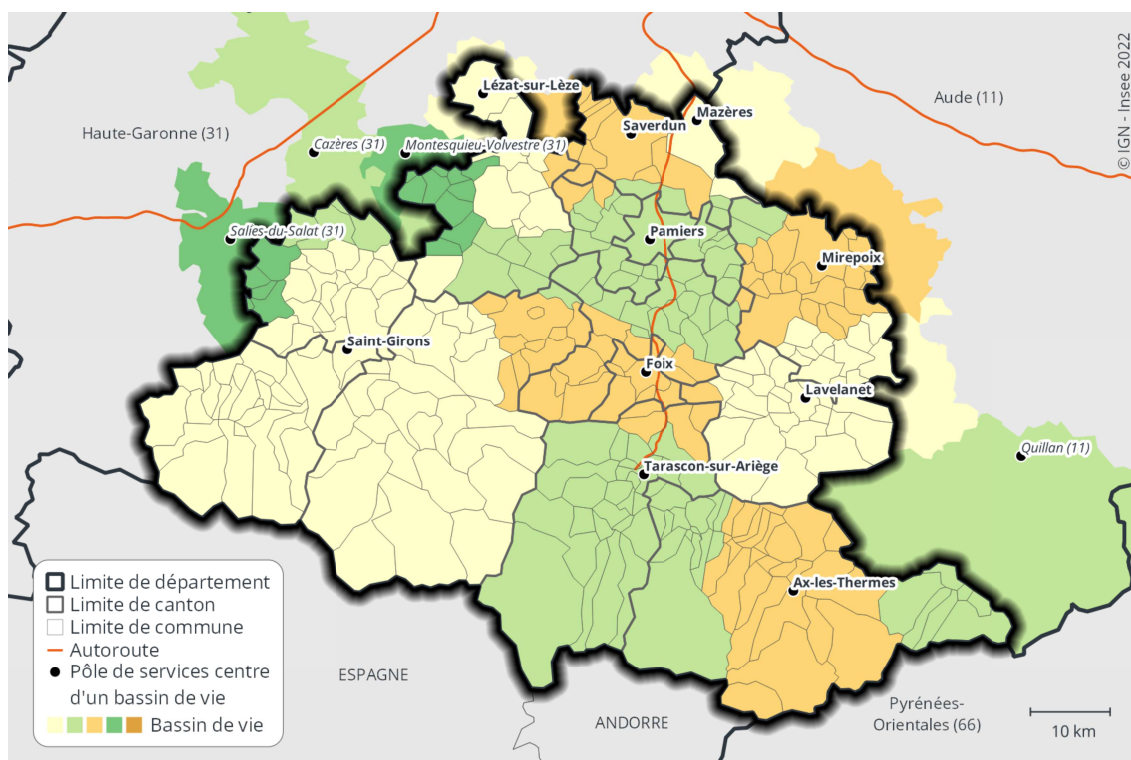 © IGN - Insee 2022
Lézat-sur-Lèze
Aude (11)
Mazères
Haute-Garonne (31)
Saverdun
Cazères (31)
Montesquieu-Volvestre (31)
Salies-du-Salat (31)
Pamiers
Mirepoix
Saint-Girons
Foix
Lavelanet
Quillan (11)
Tarascon-sur-Ariège
Ax-les-Thermes
Limite de département
Limite de canton
Limite de commune
Autoroute
Pôle de services centre
d'un bassin de vie
Bassin de vie
ESPAGNE
ANDORRE
Pyrénées-
Orientales (66)
10 km